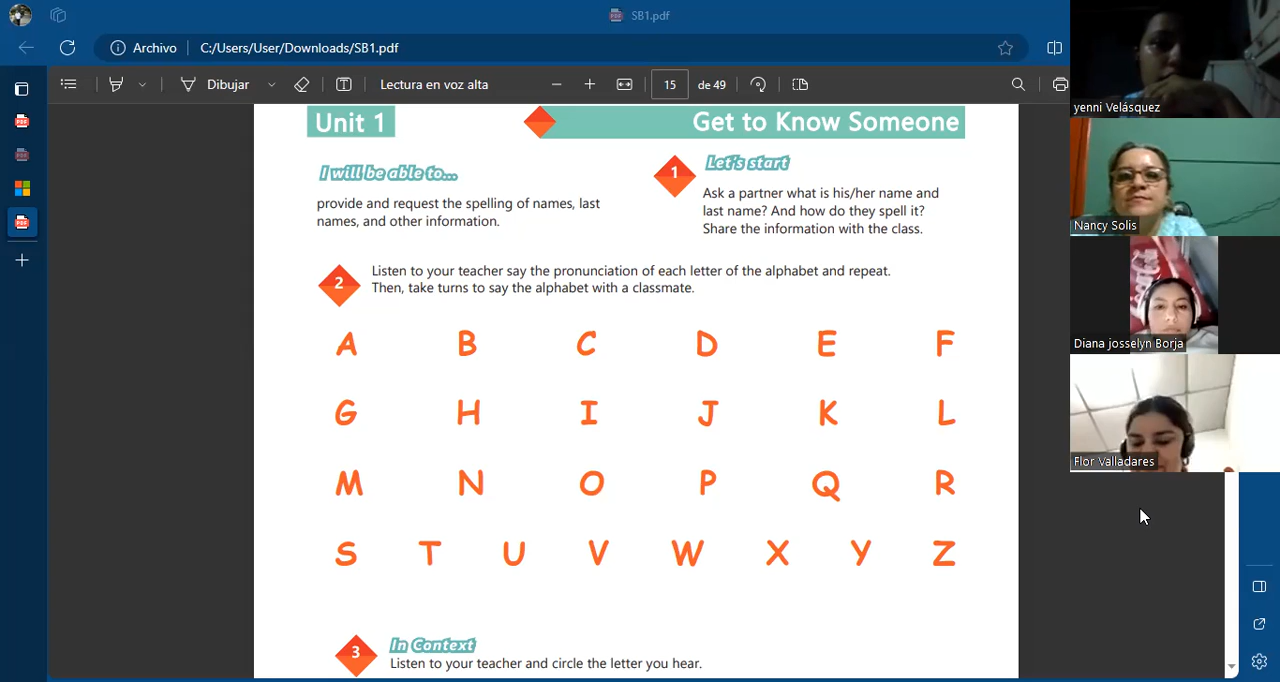 SB1.pdf
Archivo C:/Users/User/Downloads/SB1.pdf
Dibujar Lectura en voz alta 15 de 49
Unit 1
Get to Know Someone
I will be able to...
provide and request the spelling of names, last
names, and other information.
1 Let's start
Ask a partner what is his/her name and
last name? And how do they spell it?
Share the information with the class.
2 Listen to your teacher say the pronunciation of each letter of the alphabet and repeat.
Then, take turns to say the alphabet with a classmate.
A B C D E F
G H I J K L
M N O P Q R
S T U V W X Y Z
3 In Context
Listen to your teacher and circle the letter you hear.
yenni Velásquez
Nancy Solis
Diana josselyn Borja
Flor Valladares